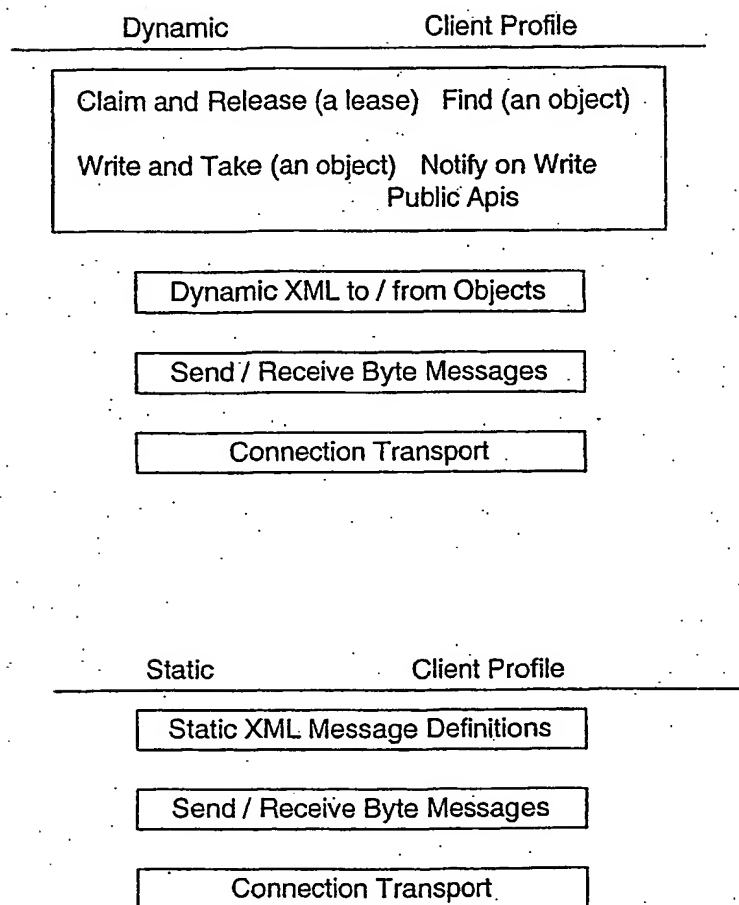 Dynamic Client Profile
Claim and Release (a lease) Find (an object)
Write and Take (an object) Notify on Write
Public Apis
Dynamic XML to / from Objects
Send / Receive Byte Messages
Connection Transport
Static Client Profile
Static XML Message Definitions
Send / Receive Byte Messages
Connection Transport